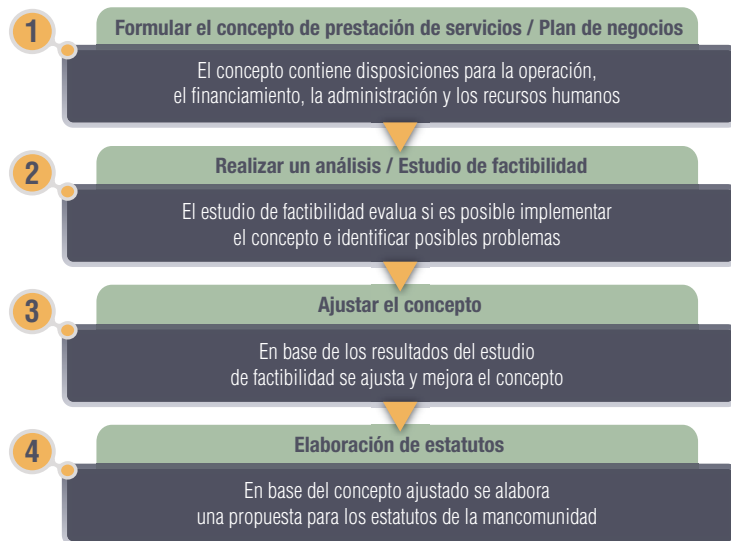 1
Formular el concepto de prestación de servicios / Plan de negocios
El concepto contiene disposiciones para la operación,
el financiamiento, la administración y los recursos humanos
2
Realizar un análisis / Estudio de factibilidad
El estudio de factibilidad evalua si es posible implementar
el concepto e identificar posibles problemas
3
Ajustar el concepto
En base de los resultados del estudio
de factibilidad se ajusta y mejora el concepto
4
Elaboración de estatutos
En base del concepto ajustado se alabora
una propuesta para los estatutos de la mancomunidad